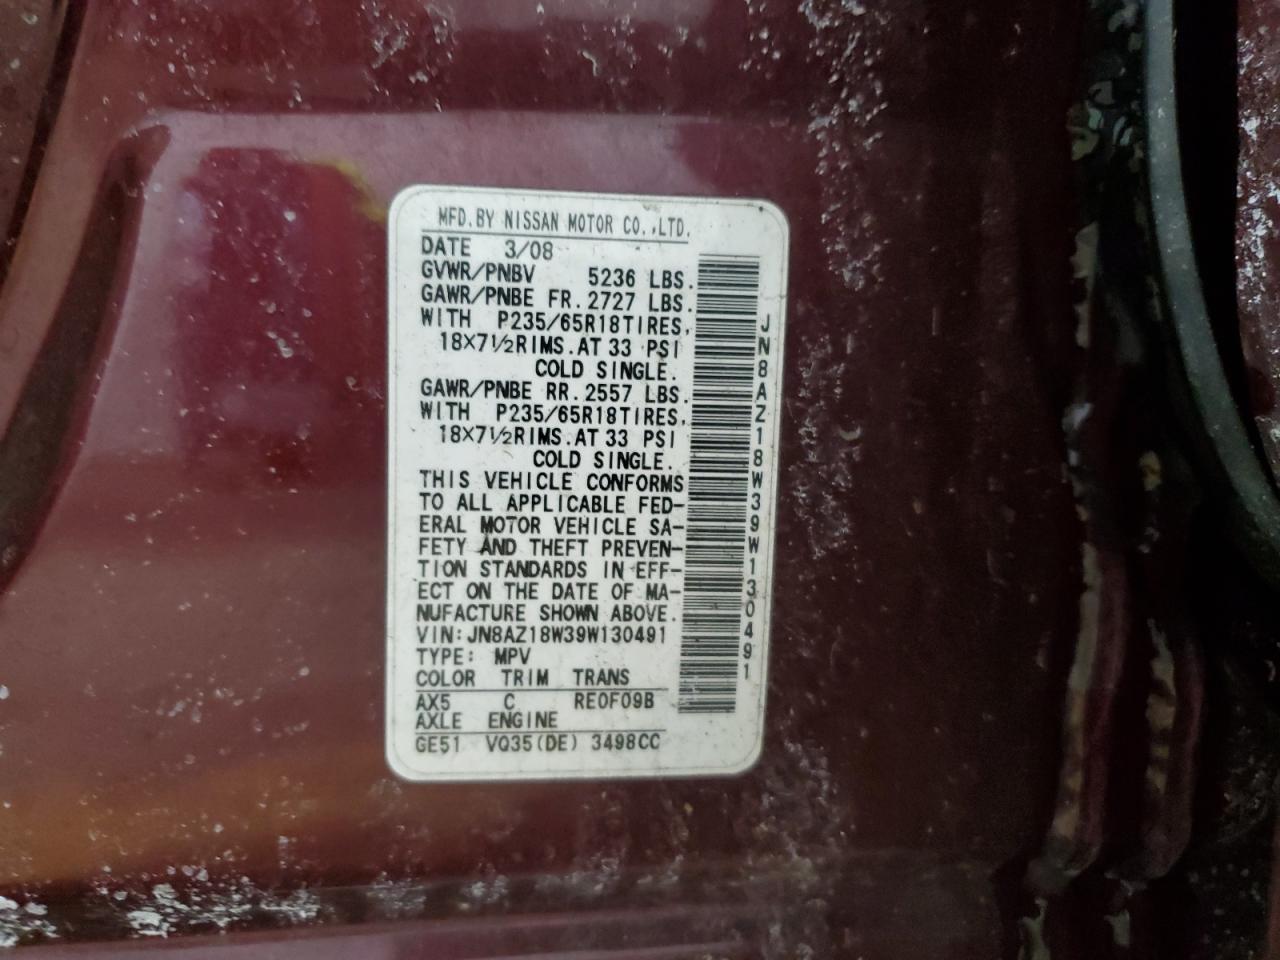 MFD.BY NISSAN MOTOR CO.,LTD.
DATE 3/08
GVWR/PNBV 5236 LBS.
GAWR/PNBE FR.2727 LBS.
WITH P235/65R18TIRES,
18X7½RIMS.AT 33 PSI
COLD SINGLE.
GAWR/PNBE RR.2557 LBS.
WITH P235/65R18TIRES,
18X7½RIMS.AT 33 PSI
COLD SINGLE.
THIS VEHICLE CONFORMS
TO ALL APPLICABLE FED-
ERAL MOTOR VEHICLE SA-
FETY AND THEFT PREVEN-
TION STANDARDS IN EFF-
ECT ON THE DATE OF MA-
NUFACTURE SHOWN ABOVE.
VIN:JN8AZ18W39W130491
TYPE: MPV
COLOR TRIM TRANS
AX5 C RE0F09B
AXLE ENGINE
GE51 VQ35(DE) 3498CC
JN8AZ18W39W130491